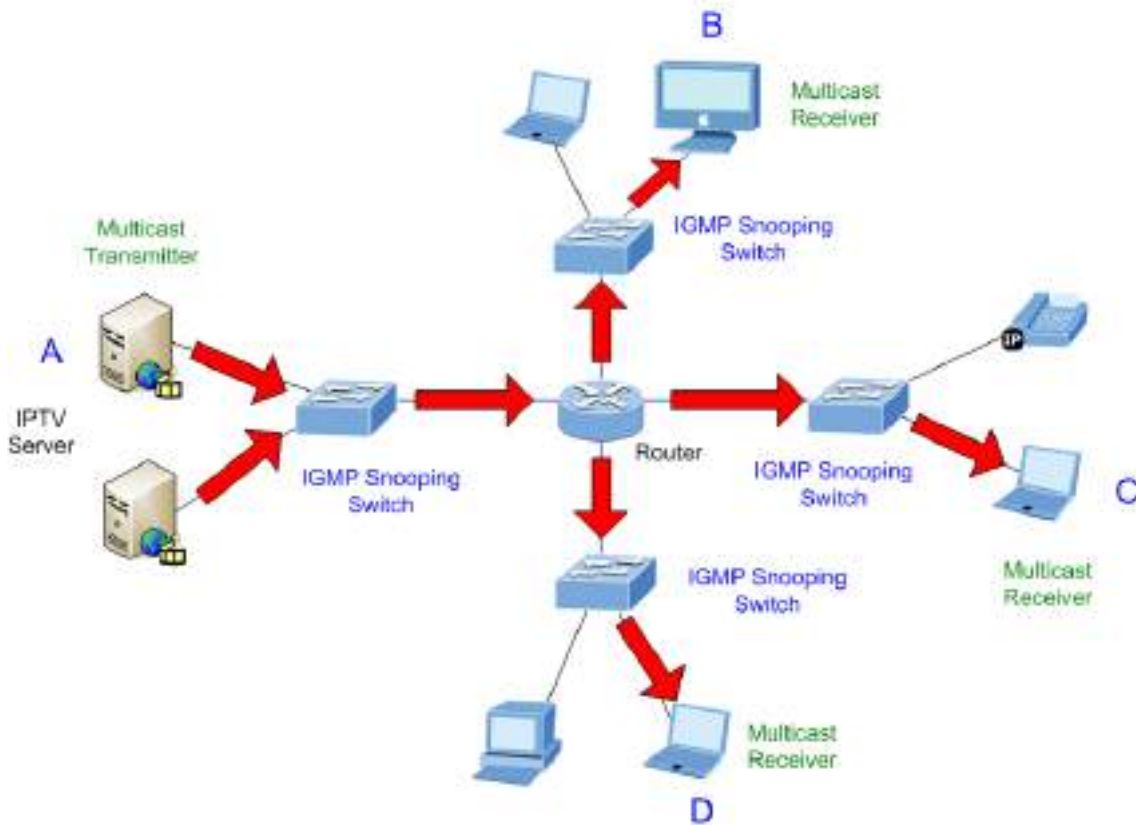 B
Multicast
Receiver
Multicast
Transmitter
IGMP Snooping
Switch
A
IP
IPTV
Server
Router
IGMP Snooping
Switch
IGMP Snooping
Switch
C
IGMP Snooping
Switch
Multicast
Receiver
Multicast
Receiver
D